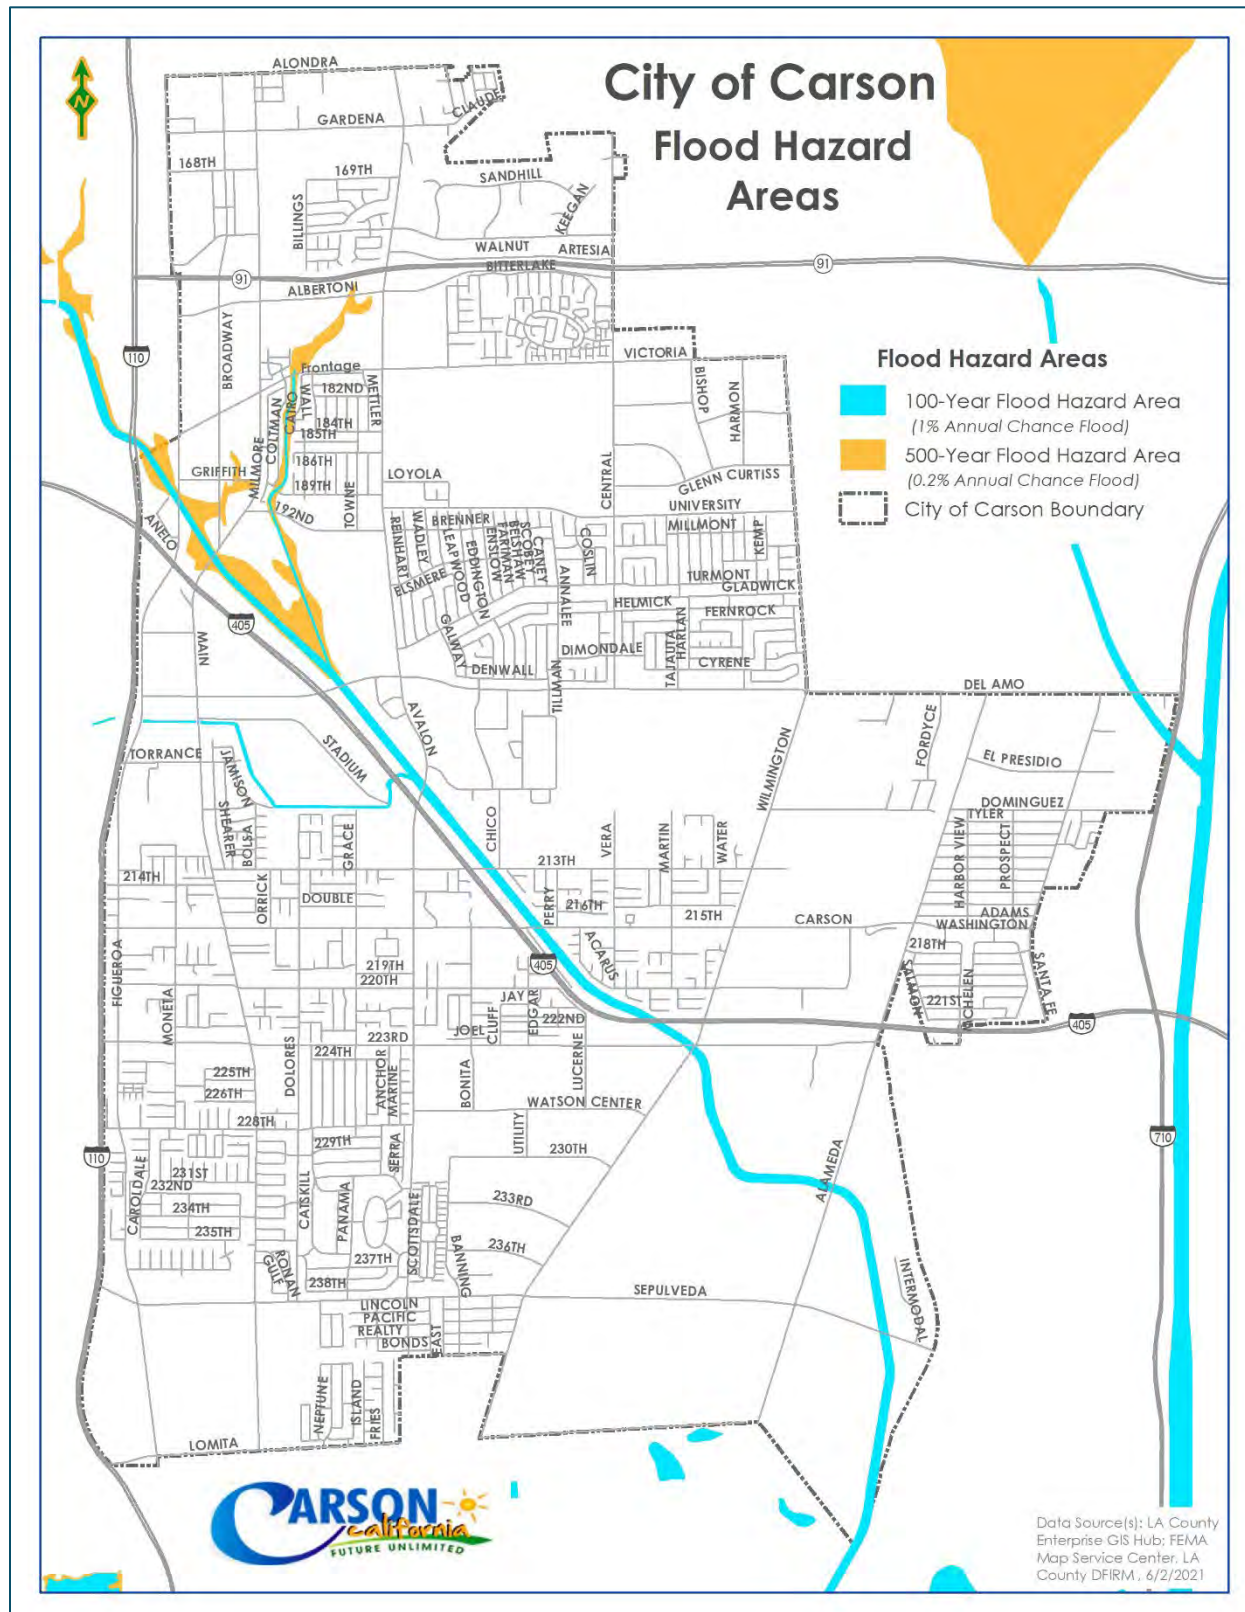 City of Carson
Flood Hazard
Areas
N
ALONDRA
CLAUDE
GARDENA
168TH
169TH
SANDHILL
KEEGAN
BILLINGS
WALNUT
ARTESIA
BITTERLAKE
91
91
ALBERTONI
110
BROADWAY
VICTORIA
Frontage
182ND
METTLER
WALL
CAIRO
COLTMAN
184TH
185TH
186TH
189TH
192ND
MILMORE
GRIFFITH
TOWNE
LOYOLA
BISHOP
HARMON
CENTRAL
GLENN CURTISS
UNIVERSITY
MILLMONT
KEMP
Flood Hazard Areas
100-Year Flood Hazard Area
(1% Annual Chance Flood)
500-Year Flood Hazard Area
(0.2% Annual Chance Flood)
City of Carson Boundary
ANELO
REINHART
WADLEY
BRENNER
LEAPWOOD
EDDINGTON
ENSLOW
TARTMAN
BELSHAW
SCOBEY
CANEY
ANNALEE
COSLIN
ELSMERE
TURMONT
GLADWICK
HELMICK
FERNROCK
GALWAY
DIMONDALE
TAJAUTA
HARLAN
CYRENE
DENWALL
TILLMAN
405
MAIN
DEL AMO
AVALON
STADIUM
TORRANCE
JAMISON
SHEARER
BOLSA
GRACE
CHICO
VERA
MARTIN
WATER
WILMINGTON
FORDYCE
EL PRESIDIO
DOMINGUEZ
TYLER
HARBOR VIEW
PROSPECT
213TH
214TH
ORRICK
DOUBLE
PERRY
216TH
215TH
CARSON
ADAMS
WASHINGTON
218TH
ACARUS
405
FIGUEROA
219TH
220TH
SALMON
MICHELEN
SANTA FE
221ST
405
MONETA
JAY
EDGAR
222ND
CLUFF
JOEL
223RD
DOLORES
224TH
ANCHOR
MARINE
BONITA
LUCERNE
225TH
226TH
228TH
WATSON CENTER
UTILITY
229TH
SERRA
230TH
110
710
ALAMEDA
CAROLDALE
231ST
232ND
234TH
235TH
CATSKILL
PANAMA
SCOTTSDALE
233RD
236TH
BANNING
RONAN
GULF
237TH
238TH
SEPULVEDA
INTERMODAL
LINCOLN
PACIFIC
REALTY
BONDS
EAST
NEPTUNE
ISLAND
FRIES
LOMITA
CARSON
California
FUTURE UNLIMITED
Data Source(s): LA County
Enterprise GIS Hub; FEMA
Map Service Center, LA
County DFIRM , 6/2/2021